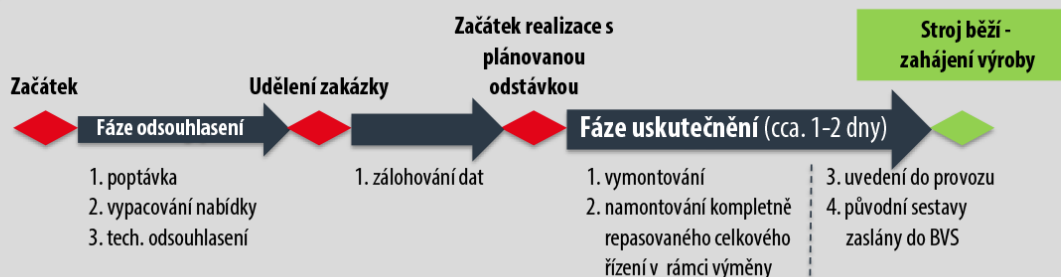 Začátek
Fáze odsouhlasení
1. poptávka
2. vypacování nabídky
3. tech. odsouhlasení
Udělení zakázky
1. zálohování dat
Začátek realizace s
plánovanou
odstávkou
Fáze uskutečnění (cca. 1-2 dny)
1. vymontování
2. namontování kompletně
repasovaného celkového
řízení v rámci výměny
3. uvedení do provozu
4. původní sestavy
zaslány do BVS
Stroj běží -
zahájení výroby